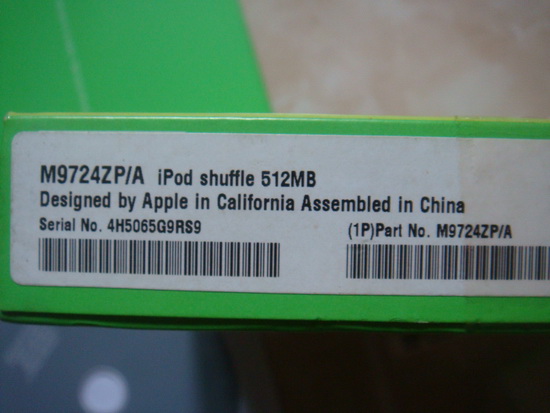 M9724ZP/A iPod shuffle 512MB
Designed by Apple in California Assembled in China
Serial No. 4H5065G9RS9
(1P)Part No. M9724ZP/A